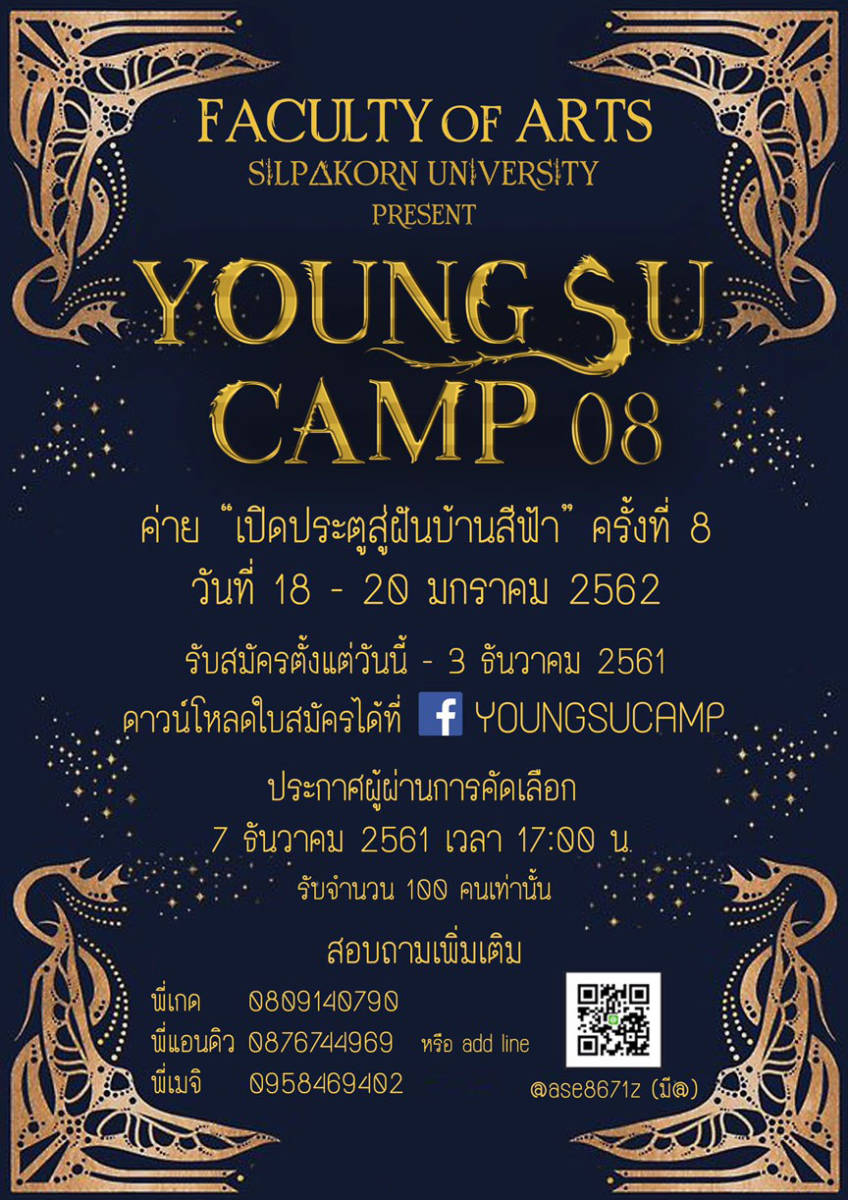 FACULTY OF ARTS
SILPAKORN UNIVERSITY
PRESENT
YOUNG SU
CAMP 08
ค่าย “เปิดประตูสู่ฝันบ้านสีฟ้า” ครั้งที่ 8
วันที่ 18 - 20 มกราคม 2562
รับสมัครตั้งแต่วันนี้ - 3 ธันวาคม 2561
ดาวน์โหลดใบสมัครได้ที่ f YOUNGSUCAMP
ประกาศผู้ผ่านการคัดเลือก
7 ธันวาคม 2561 เวลา 17:00 น.
รับจำนวน 100 คนเท่านั้น
สอบถามเพิ่มเติม
พี่เกด 0809140790
พี่แอนดิว 0876744969 หรือ add line
พี่เมจิ 0958469402
@ase8671z (มี@)